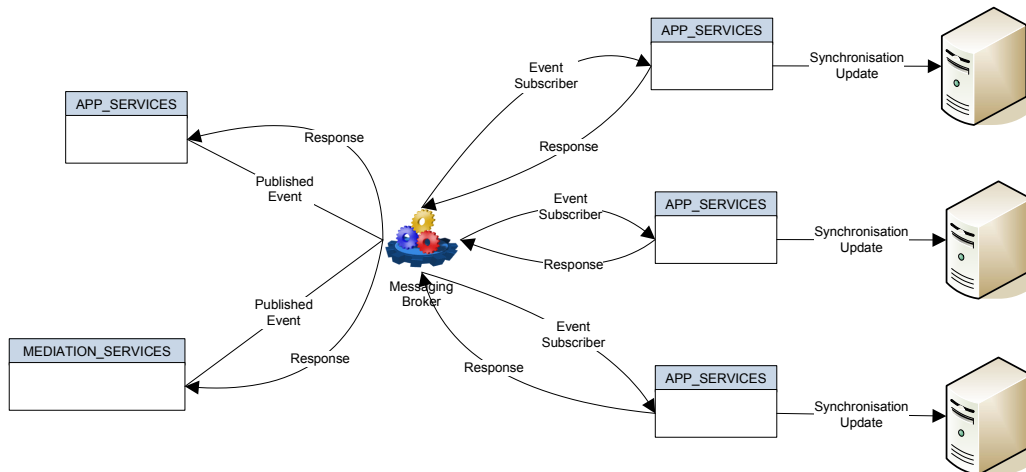 APP_SERVICES
Event
Subscriber
Response
Synchronisation
Update
APP_SERVICES
Response
Published
Event
APP_SERVICES
Event
Subscriber
Response
Synchronisation
Update
Messaging
Broker
Published
Event
Response
MEDIATION_SERVICES
Event
Subscriber
Response
APP_SERVICES
Synchronisation
Update